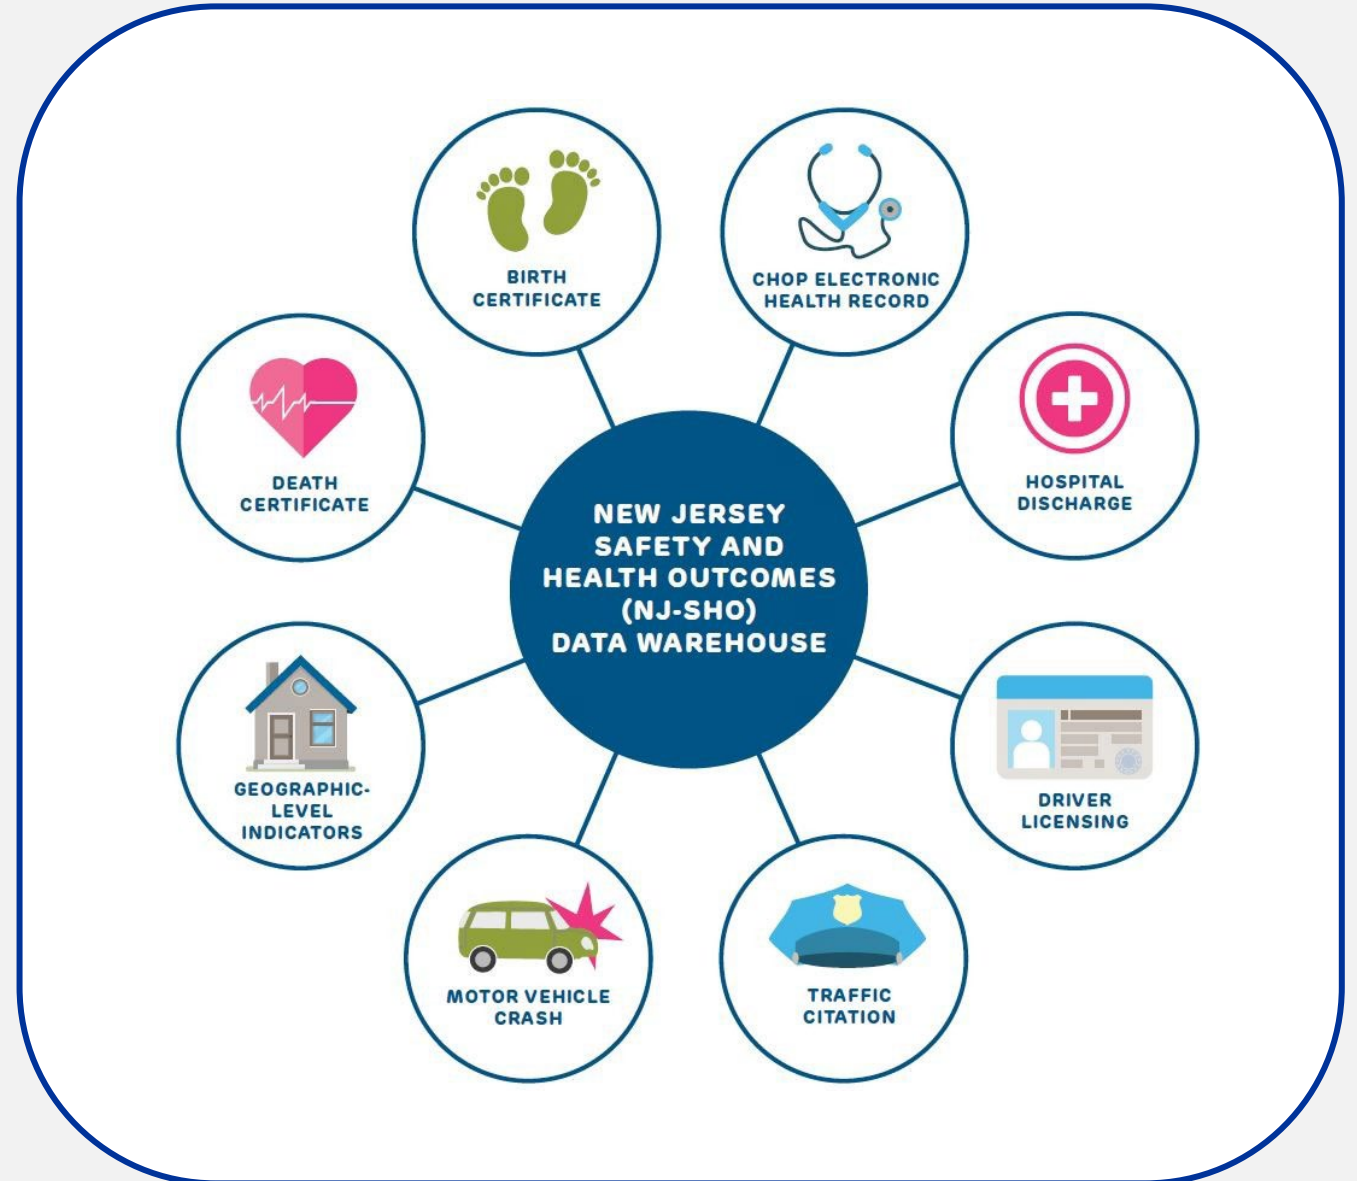 BIRTH
CERTIFICATE
CHOP ELECTRONIC
HEALTH RECORD
DEATH
CERTIFICATE
HOSPITAL
DISCHARGE
NEW JERSEY
SAFETY AND
HEALTH OUTCOMES
(NJ-SHO)
DATA WAREHOUSE
GEOGRAPHIC-
LEVEL
INDICATORS
DRIVER
LICENSING
MOTOR VEHICLE
CRASH
TRAFFIC
CITATION